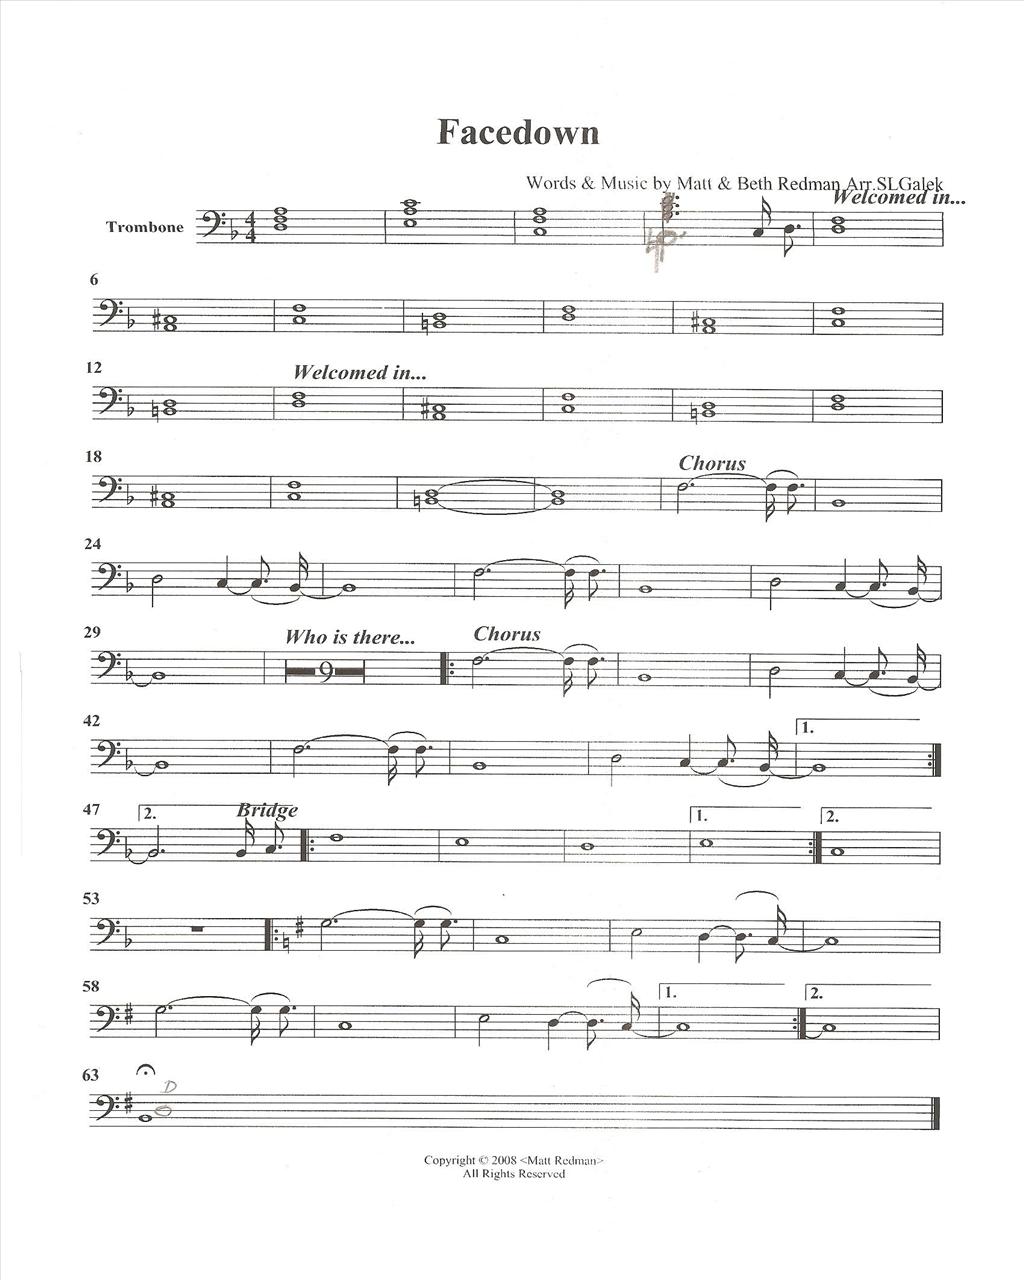 Facedown
Words & Music by Matt & Beth Redman Arr.SLGalek
Welcomed in...
Trombone
4
4
6
12
Welcomed in...
18
Chorus
24
29
Who is there...
9
Chorus
42
1.
47
2.
Bridge
1.
2.
53
58
1.
2.
63
D
Copyright © 2008 <Matt Redman>
All Rights Reserved